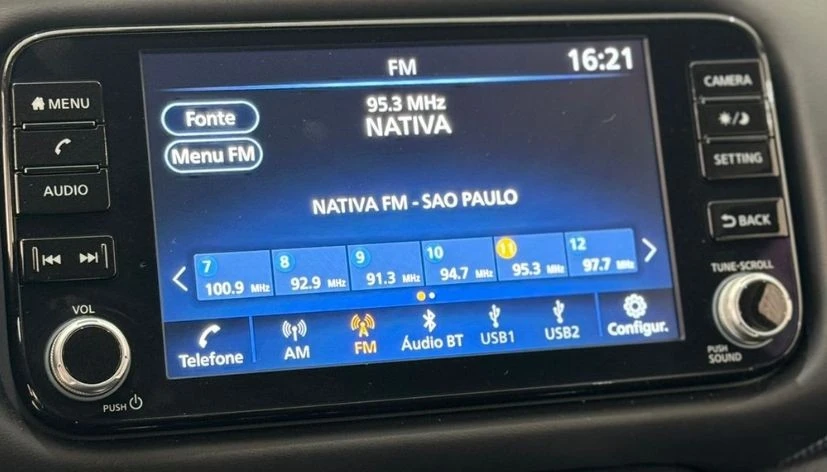 FM
16:21
MENU
AUDIO
VOL
PUSH
Fonte
Menu FM
95.3 MHz
NATIVA
NATIVA FM - SAO PAULO
7
100.9 MHz
8
92.9 MHz
9
91.3 MHz
10
94.7 MHz
11
95.3 MHz
12
97.7 MHz
Telefone
AM
FM
Áudio BT
USB1
USB2
Configur.
CAMERA
SETTING
BACK
TUNE·SCROLL
PUSH
SOUND